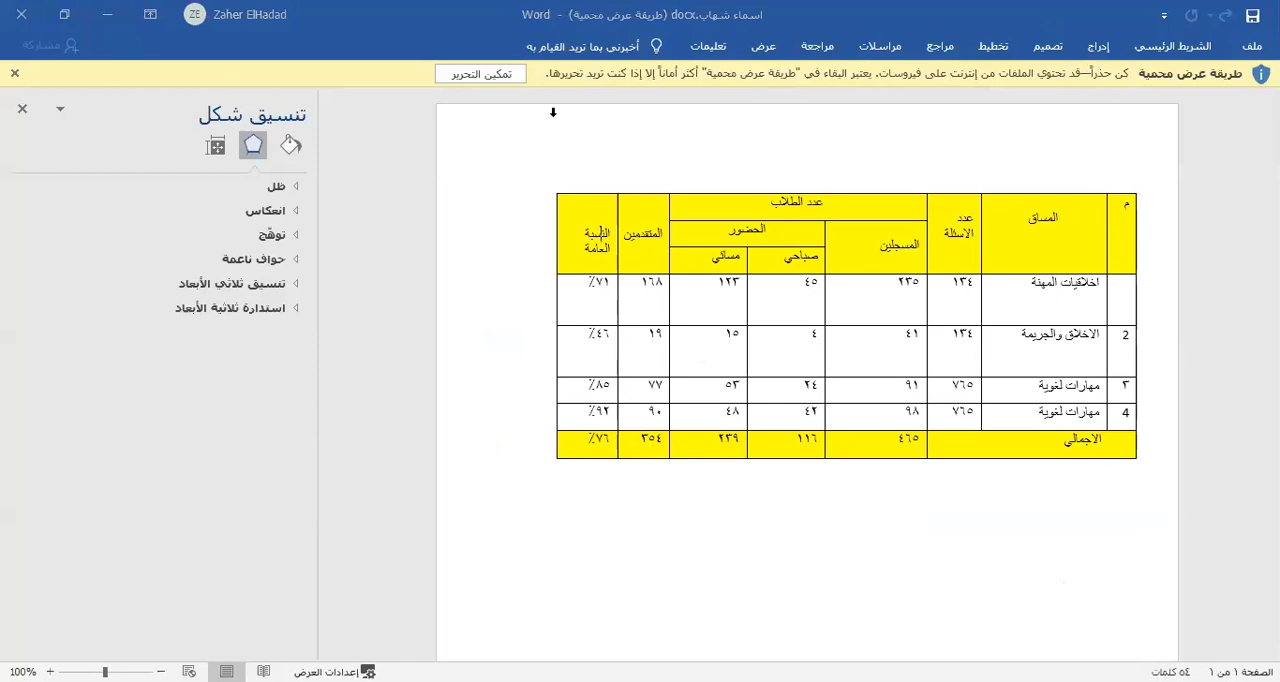 اسماء شهاب.docx (طريقة عرض محمية) - Word
Zaher ElHadad
ZE
ملف
الشريط الرئيسي
إدراج
تصميم
تخطيط
مراجع
مراسلات
مراجعة
عرض
تعليمات
أخبرني بما تريد القيام به
مشاركة
طريقة عرض محمية كن حذراً—قد تحتوي الملفات من إنترنت على فيروسات. يعتبر البقاء في "طريقة عرض محمية" أكثر أماناً إلا إذا كنت تريد تحريرها.
تمكين التحرير
تنسيق شكل
ظل
انعكاس
توهّج
حواف ناعمة
تنسيق ثلاثي الأبعاد
استدارة ثلاثية الأبعاد
م المساق عدد الاسئلة عدد الطلاب المتقدمين النسبة العامة
المسجلين الحضور
صباحي مسائي
اخلاقيات المهنة ١٣٤ ٢٣٥ ٤٥ ١٢٣ ١٦٨ ٧١٪
2 الاخلاق والجريمة ١٣٤ ٤١ ٤ ١٥ ١٩ ٤٦٪
٣ مهارات لغوية ٧٦٥ ٩١ ٢٤ ٥٣ ٧٧ ٨٥٪
4 مهارات لغوية ٧٦٥ ٩٨ ٤٢ ٤٨ ٩٠ ٩٢٪
الاجمالي ٤٦٥ ١١٦ ٢٣٩ ٣٥٤ ٧٦٪
الصفحة ١ من ١
٥٤ كلمات
إعدادات العرض
100%